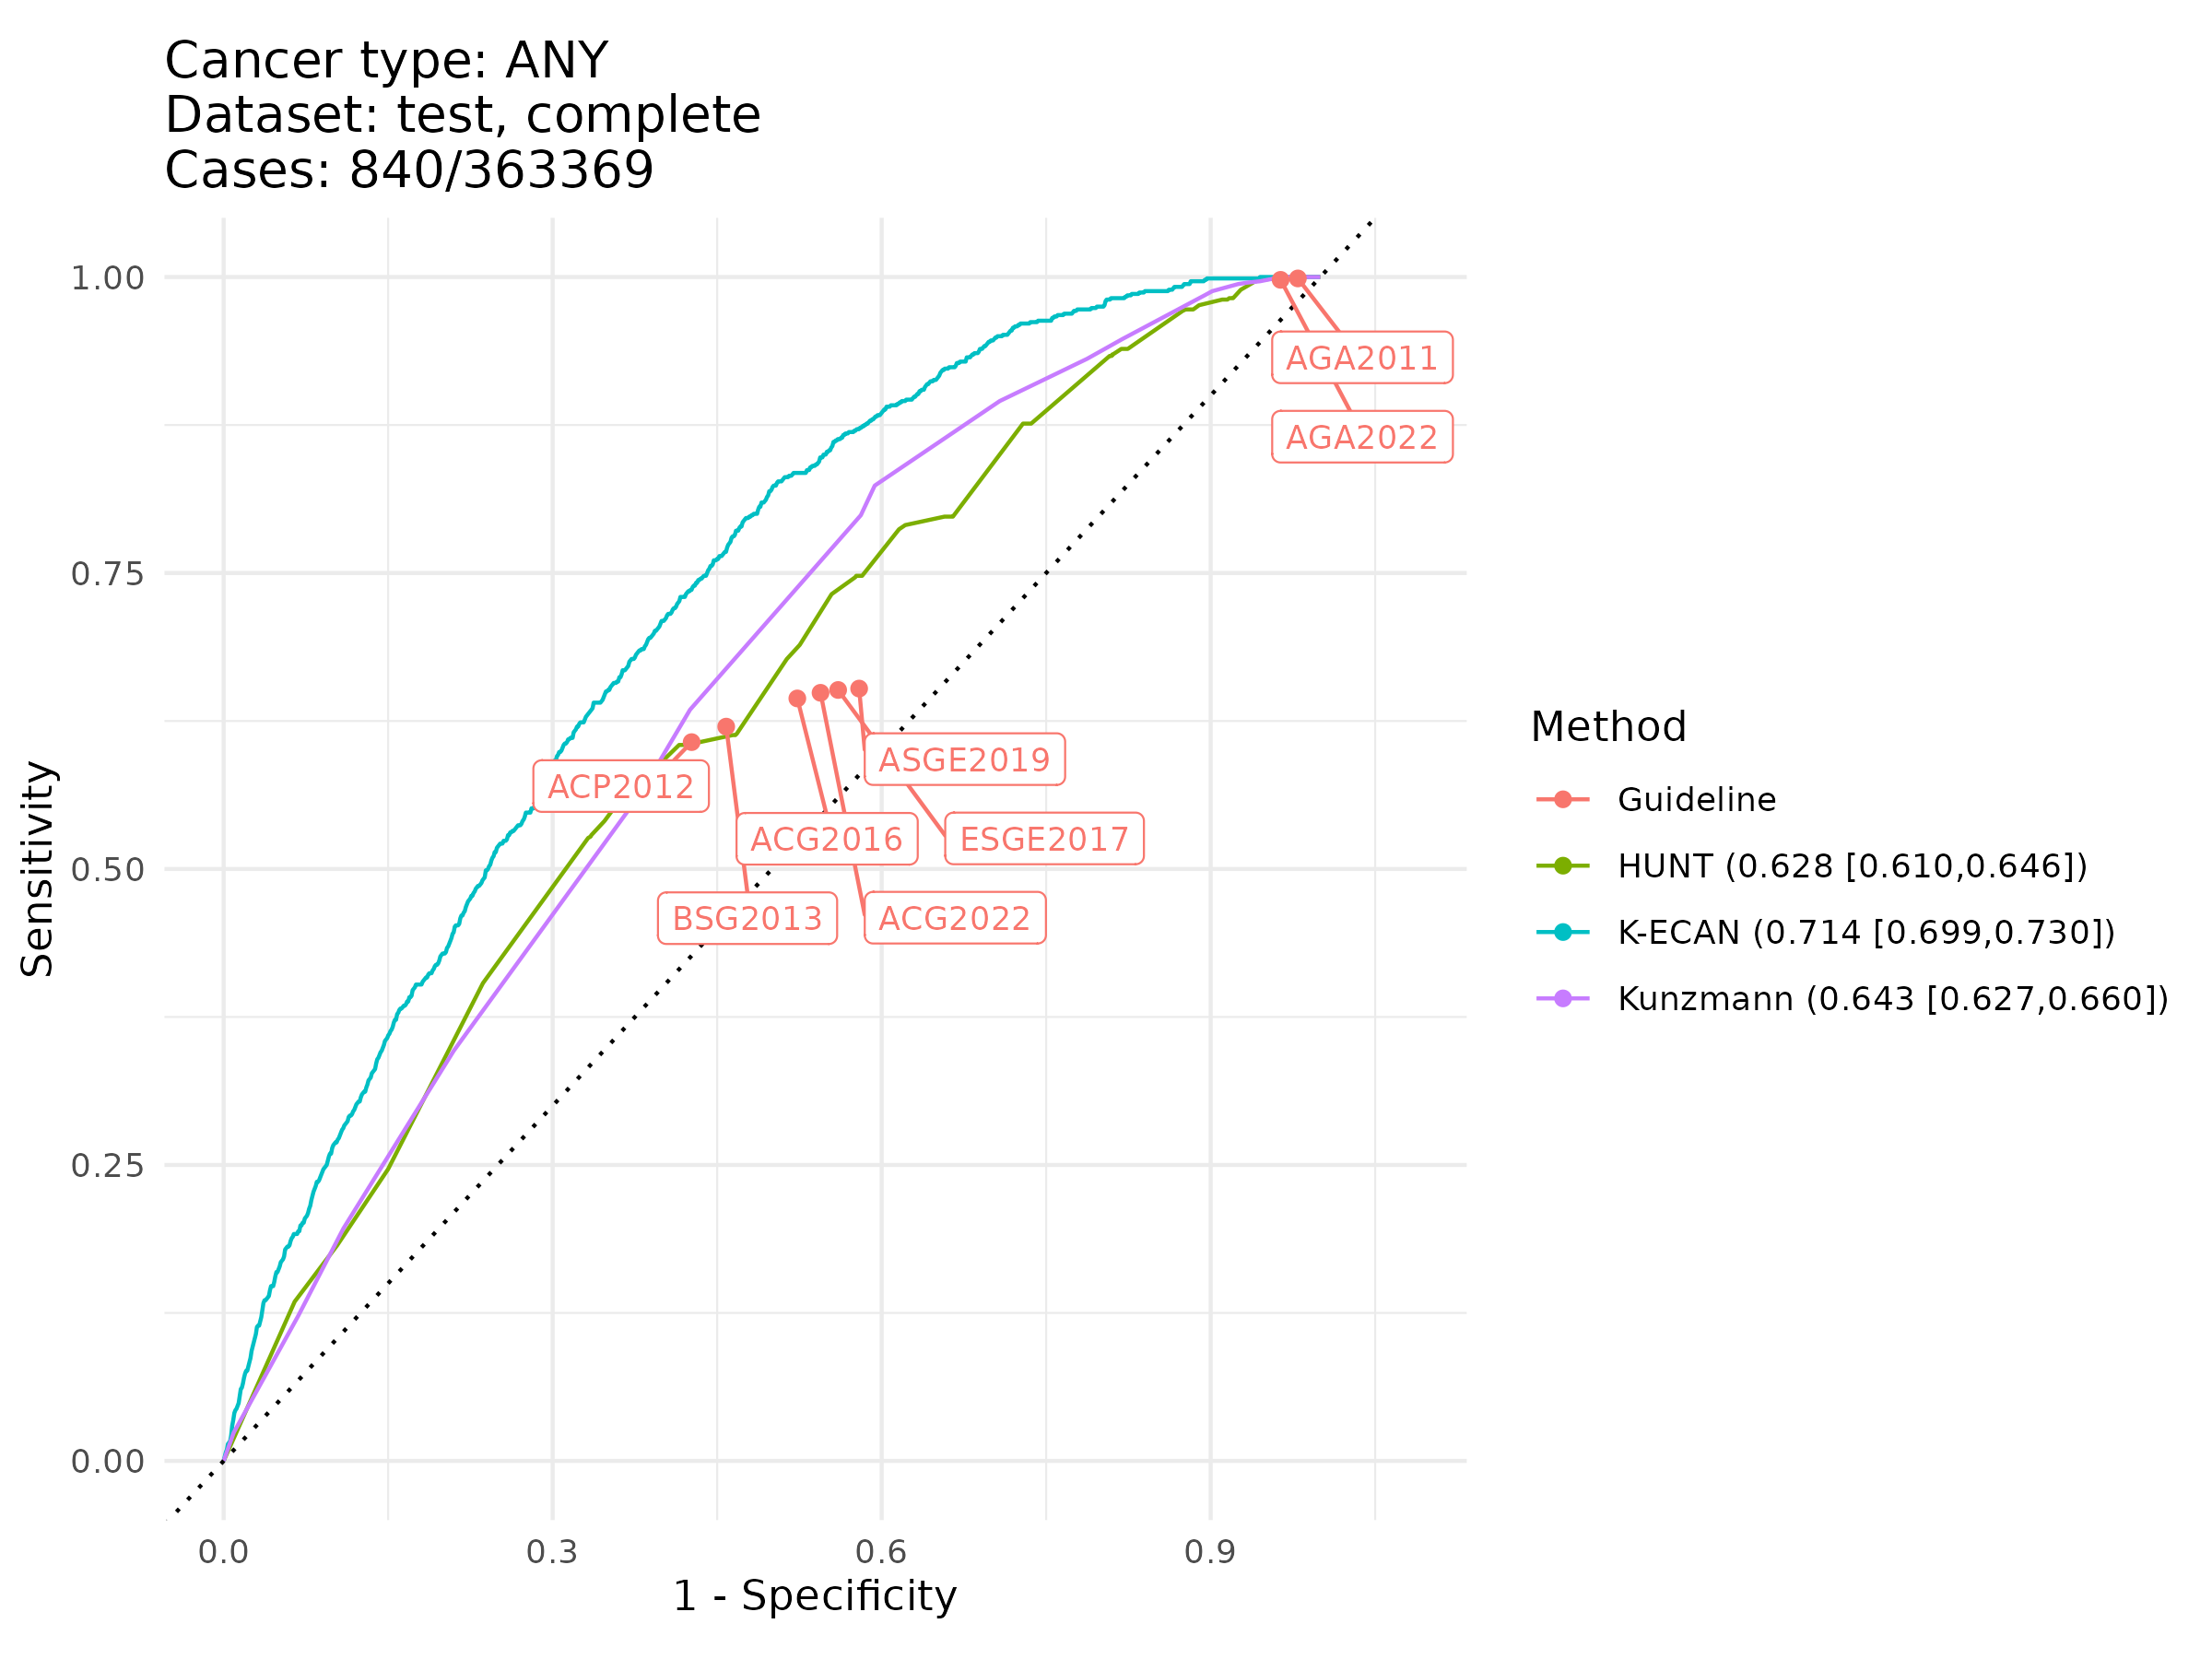 Cancer type: ANY
Dataset: test, complete
Cases: 840/363369
1.00
0.75
0.50
0.25
0.00
Sensitivity
AGA2011
AGA2022
ASGE2019
ACP2012
ACG2016
ESGE2017
BSG2013
ACG2022
0.0
0.3
0.6
0.9
1 - Specificity
Method
Guideline
HUNT (0.628 [0.610,0.646])
K-ECAN (0.714 [0.699,0.730])
Kunzmann (0.643 [0.627,0.660])